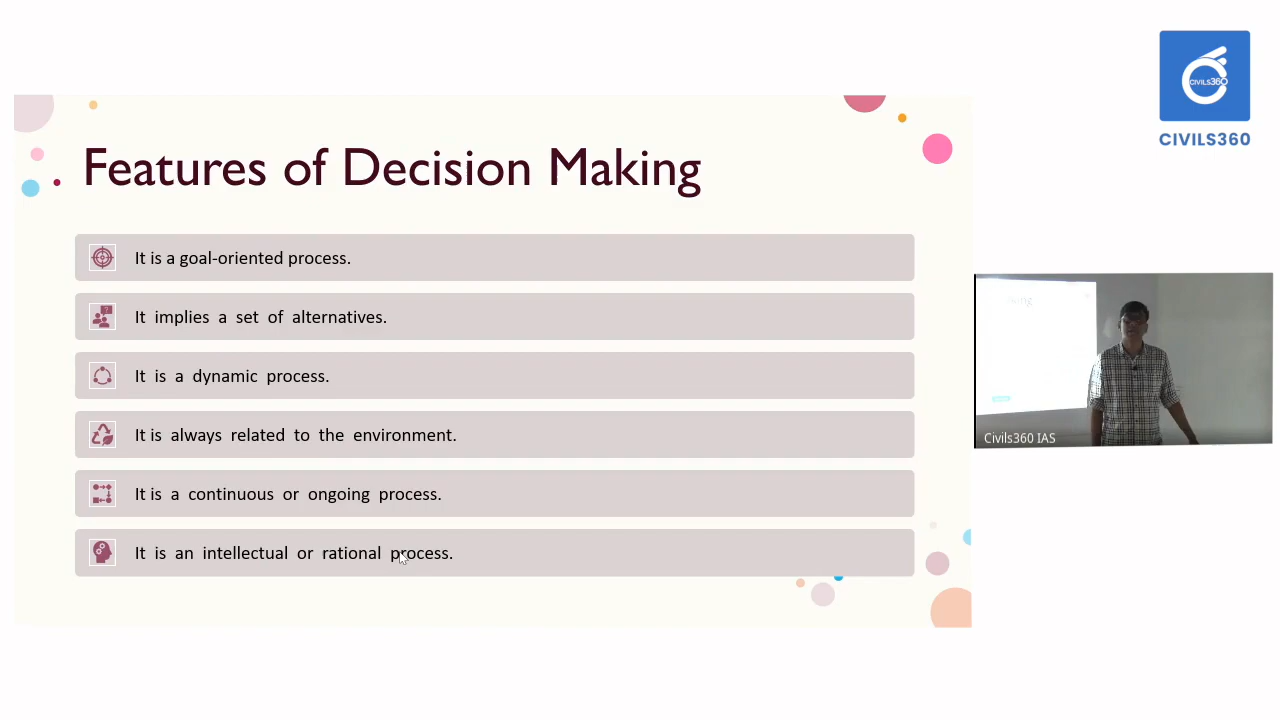 CIVILS360
CIVILS360
Features of Decision Making
It is a goal-oriented process.
It implies a set of alternatives.
It is a dynamic process.
It is always related to the environment.
It is a continuous or ongoing process.
It is an intellectual or rational process.
Civils360 IAS